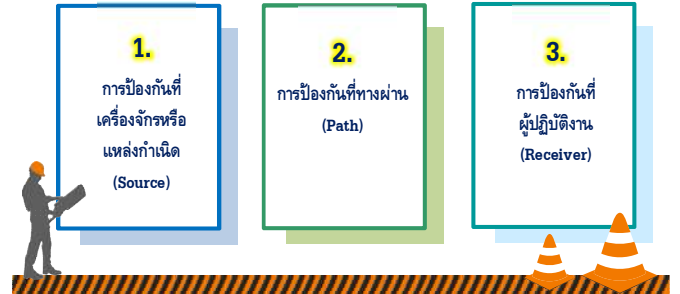 1.
การป้องกันที่
เครื่องจักรหรือ
แหล่งกำเนิด
(Source)
2.
การป้องกันที่ทางผ่าน
(Path)
3.
การป้องกันที่
ผู้ปฏิบัติงาน
(Receiver)